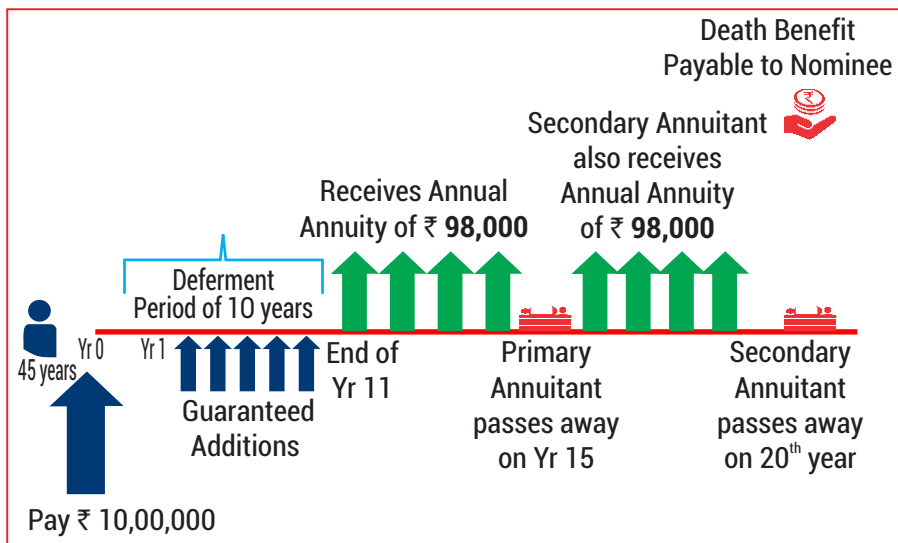 Death Benefit
Payable to Nominee
₹
Secondary Annuitant
also receives
Annual Annuity
of ₹ 98,000
Receives Annual
Annuity of ₹ 98,000
Deferment
Period of 10 years
45 years
Yr 0
Yr 1
Guaranteed
Additions
End of
Yr 11
Primary
Annuitant
passes away
on Yr 15
Secondary
Annuitant
passes away
on 20th year
Pay ₹ 10,00,000